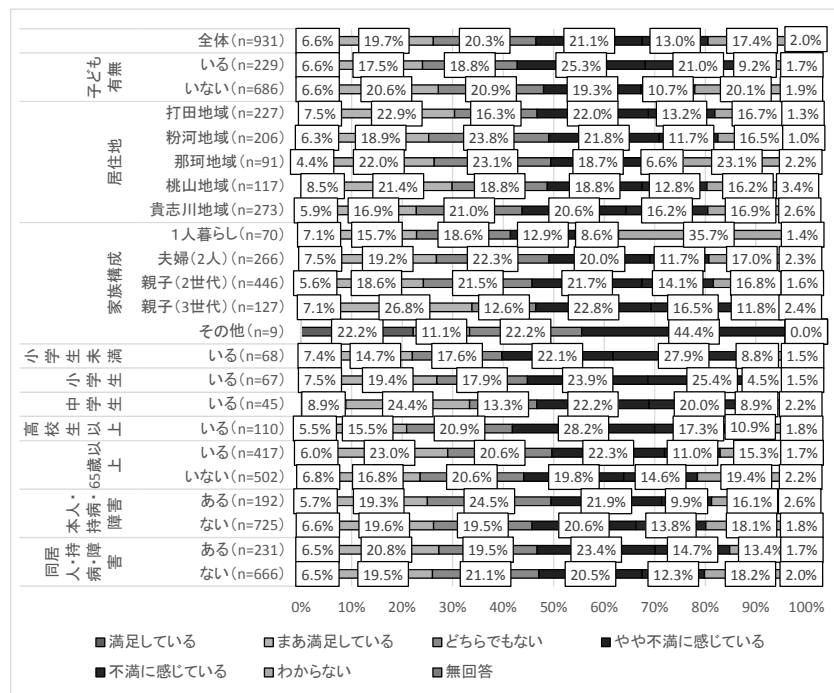 全体(n=931) 6.6% 19.7% 20.3% 21.1% 13.0% 17.4% 2.0%
子ども有無
いる(n=229) 6.6% 17.5% 18.8% 25.3% 21.0% 9.2% 1.7%
いない(n=686) 6.6% 20.6% 20.9% 19.3% 10.7% 20.1% 1.9%
居住地
打田地域(n=227) 7.5% 22.9% 16.3% 22.0% 13.2% 16.7% 1.3%
粉河地域(n=206) 6.3% 18.9% 23.8% 21.8% 11.7% 16.5% 1.0%
那珂地域(n=91) 4.4% 22.0% 23.1% 18.7% 6.6% 23.1% 2.2%
桃山地域(n=117) 8.5% 21.4% 18.8% 18.8% 12.8% 16.2% 3.4%
貴志川地域(n=273) 5.9% 16.9% 21.0% 20.6% 16.2% 16.9% 2.6%
家族構成
1人暮らし(n=70) 7.1% 15.7% 18.6% 12.9% 8.6% 35.7% 1.4%
夫婦(2人)(n=266) 7.5% 19.2% 22.3% 20.0% 11.7% 17.0% 2.3%
親子(2世代)(n=446) 5.6% 18.6% 21.5% 21.7% 14.1% 16.8% 1.6%
親子(3世代)(n=127) 7.1% 26.8% 12.6% 22.8% 16.5% 11.8% 2.4%
その他(n=9) 22.2% 11.1% 22.2% 44.4% 0.0%
小学生未満
いる(n=68) 7.4% 14.7% 17.6% 22.1% 27.9% 8.8% 1.5%
小学生
いる(n=67) 7.5% 19.4% 17.9% 23.9% 25.4% 4.5% 1.5%
中学生
いる(n=45) 8.9% 24.4% 13.3% 22.2% 20.0% 8.9% 2.2%
高校生以上
いる(n=110) 5.5% 15.5% 20.9% 28.2% 17.3% 10.9% 1.8%
65歳以上
いる(n=417) 6.0% 23.0% 20.6% 22.3% 11.0% 15.3% 1.7%
いない(n=502) 6.8% 16.8% 20.6% 19.8% 14.6% 19.4% 2.2%
本人・持病・障害
ある(n=192) 5.7% 19.3% 24.5% 21.9% 9.9% 16.1% 2.6%
ない(n=725) 6.6% 19.6% 19.5% 20.6% 13.8% 18.1% 1.8%
同居人・持病・障害
ある(n=231) 6.5% 20.8% 19.5% 23.4% 14.7% 13.4% 1.7%
ない(n=666) 6.5% 19.5% 21.1% 20.5% 12.3% 18.2% 2.0%
0% 10% 20% 30% 40% 50% 60% 70% 80% 90% 100%
満足している まあ満足している どちらでもない やや不満に感じている
不満に感じている わからない 無回答